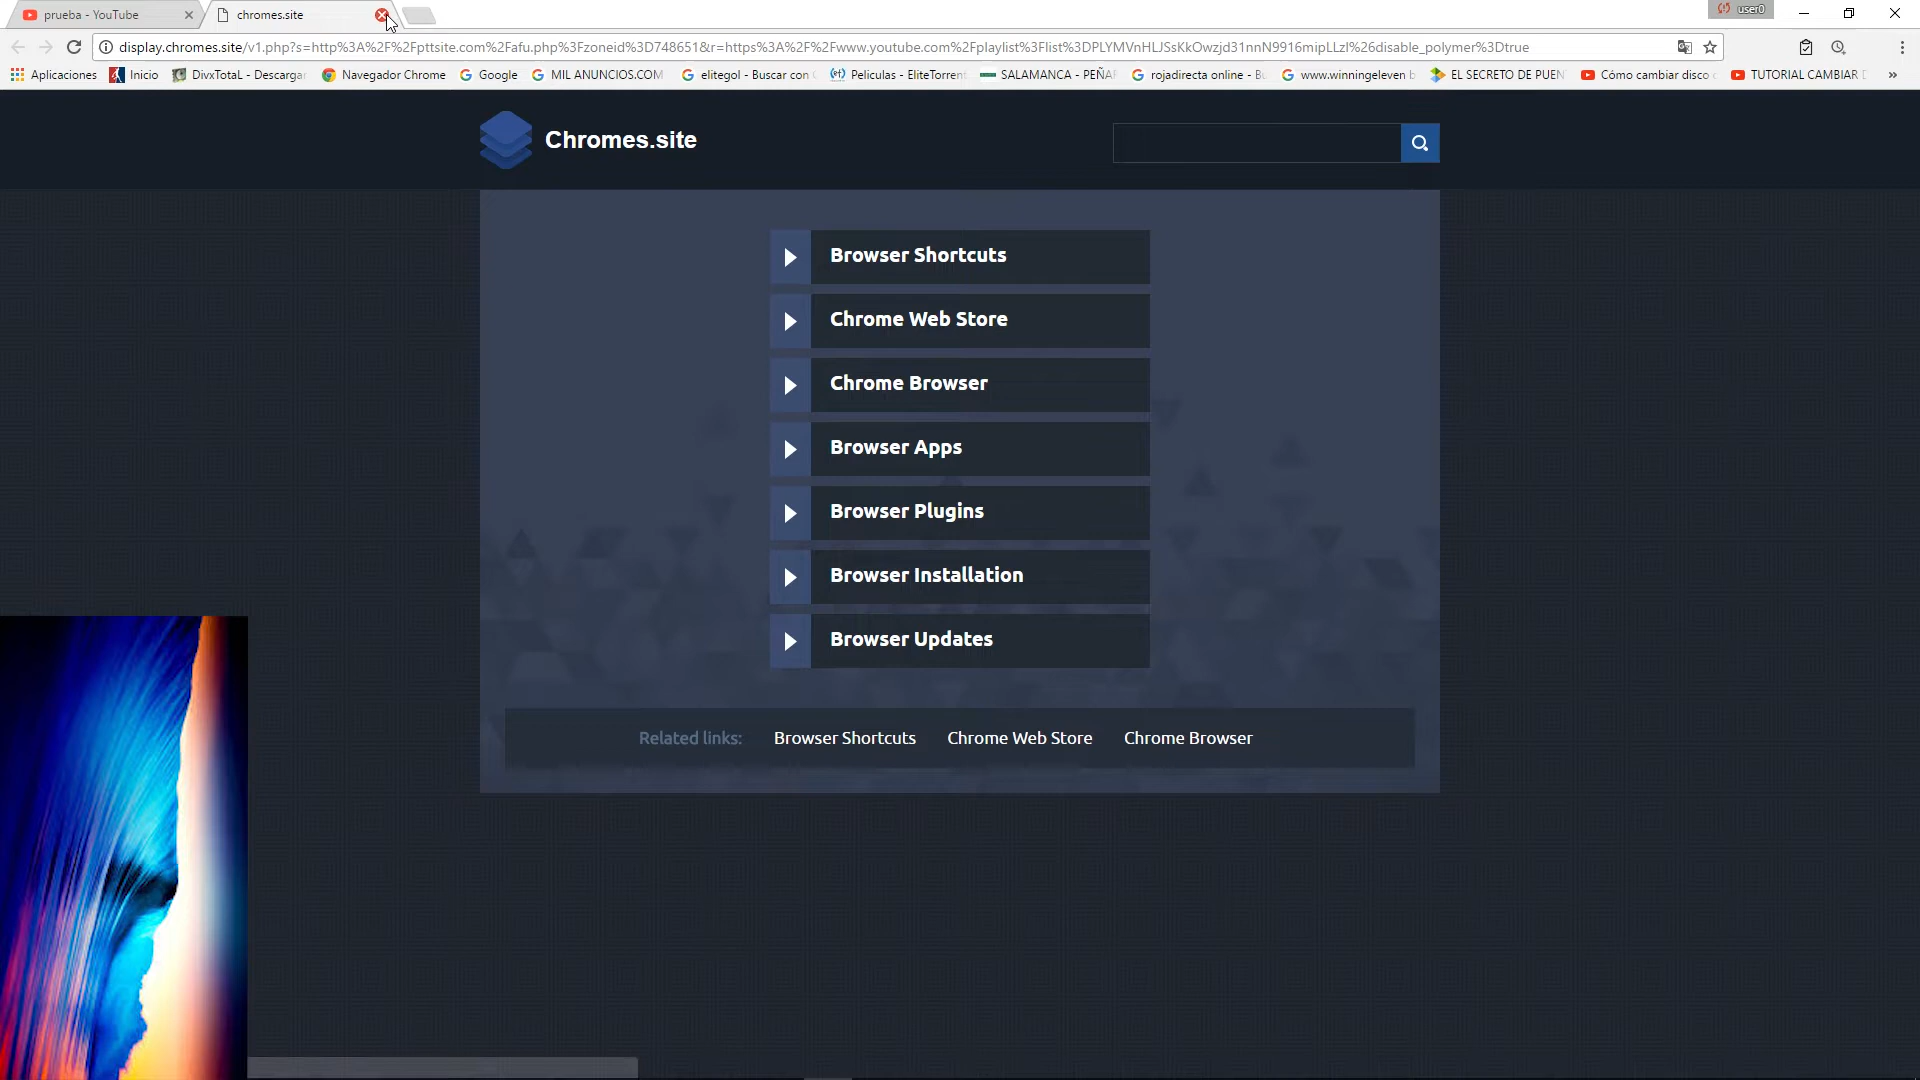 prueba - YouTube
chromes.site
user0
display.chromes.site/v1.php?s=http%3A%2F%2Fpttsite.com%2Fafu.php%3Fzoneid%3D748651&r=https%3A%2F%2Fwww.youtube.com%2Fplaylist%3Flist%3DPLYMVnHLJSsKkOwzjd31nnN9916mipLLzl%26disable_polymer%3Dtrue
Aplicaciones Inicio DivxTotaL - Descargar Navegador Chrome Google MIL ANUNCIOS.COM elitegol - Buscar con Peliculas - EliteTorrent SALAMANCA - PEÑA rojadirecta online - Bu www.winningeleven b EL SECRETO DE PUEN Cómo cambiar disco TUTORIAL CAMBIAR D »
Chromes.site
Browser Shortcuts
Chrome Web Store
Chrome Browser
Browser Apps
Browser Plugins
Browser Installation
Browser Updates
Related links: Browser Shortcuts Chrome Web Store Chrome Browser